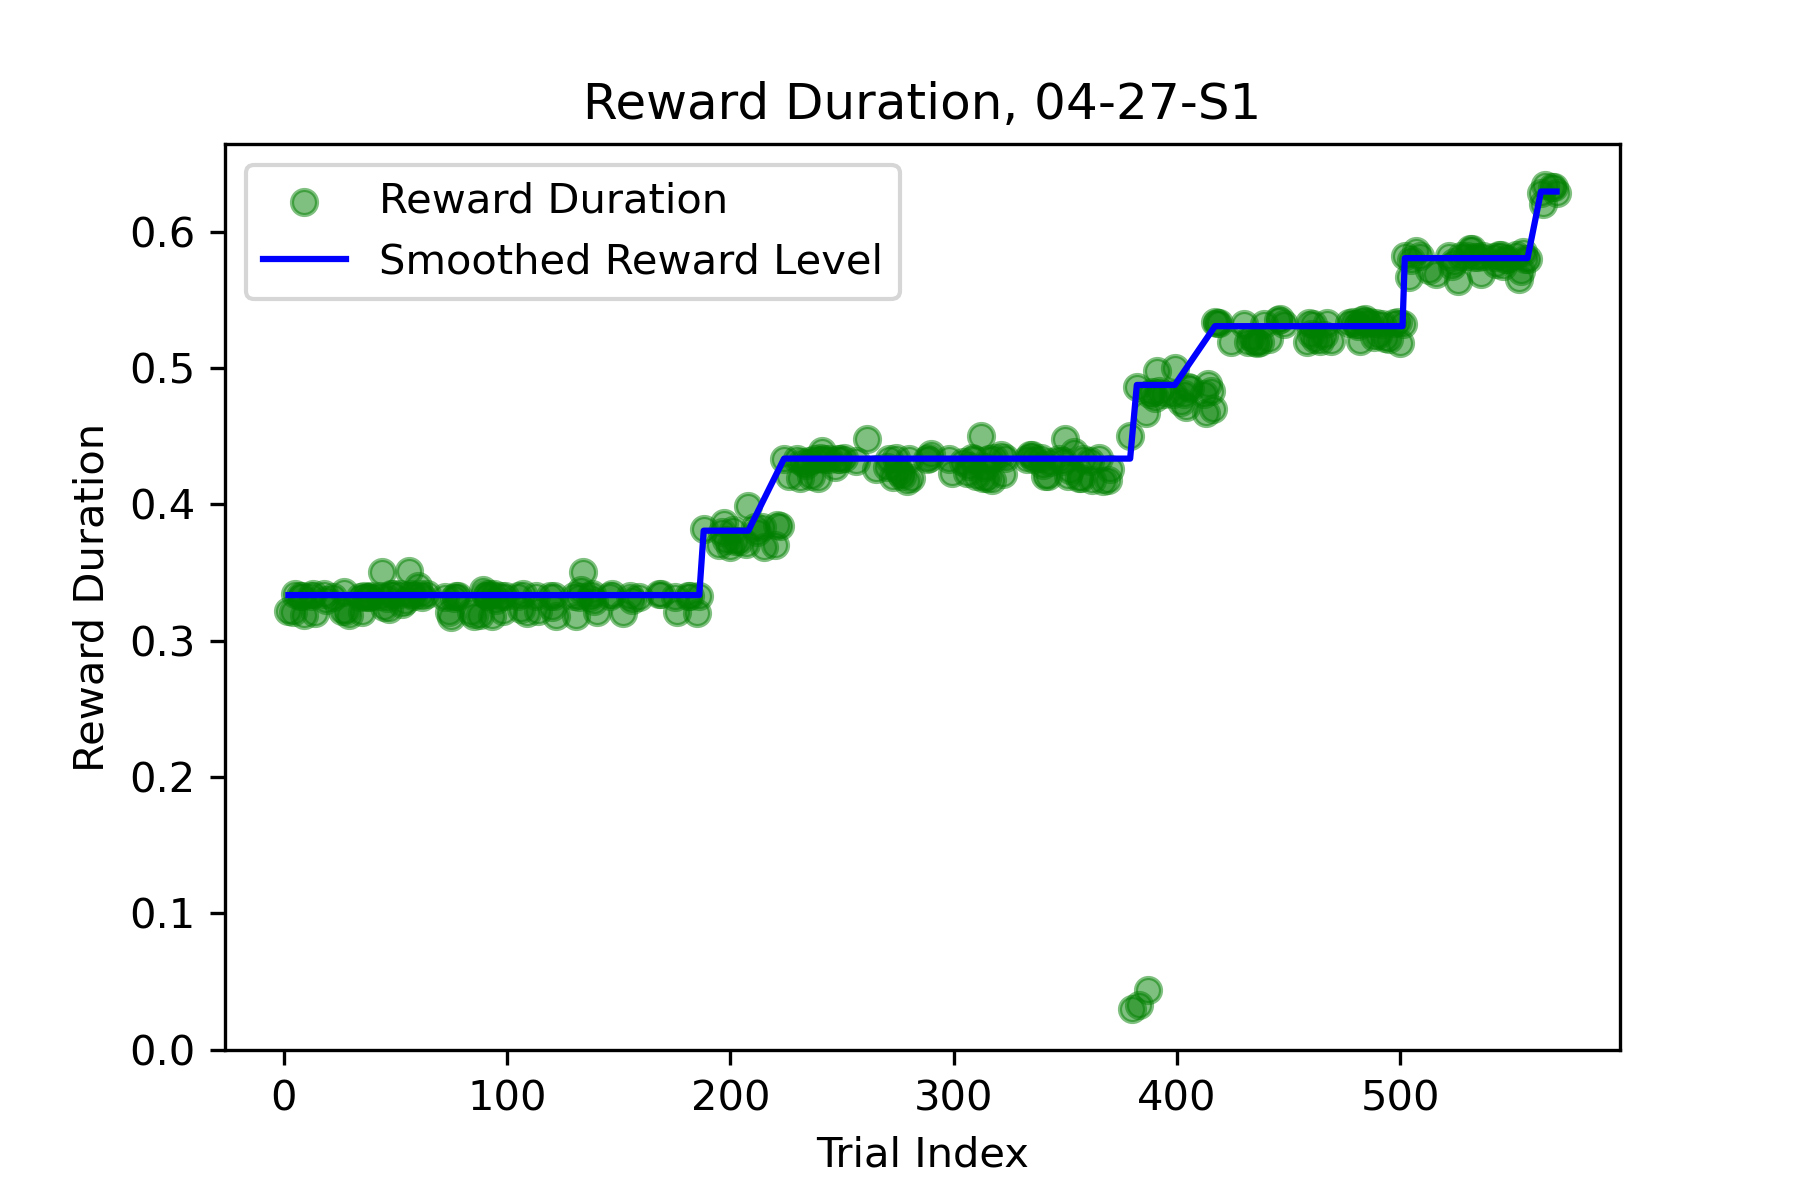 Reward Duration, 04-27-S1
Reward Duration
Smoothed Reward Level
0.6
0.5
0.4
0.3
0.2
0.1
0.0
Reward Duration
0 100 200 300 400 500
Trial Index